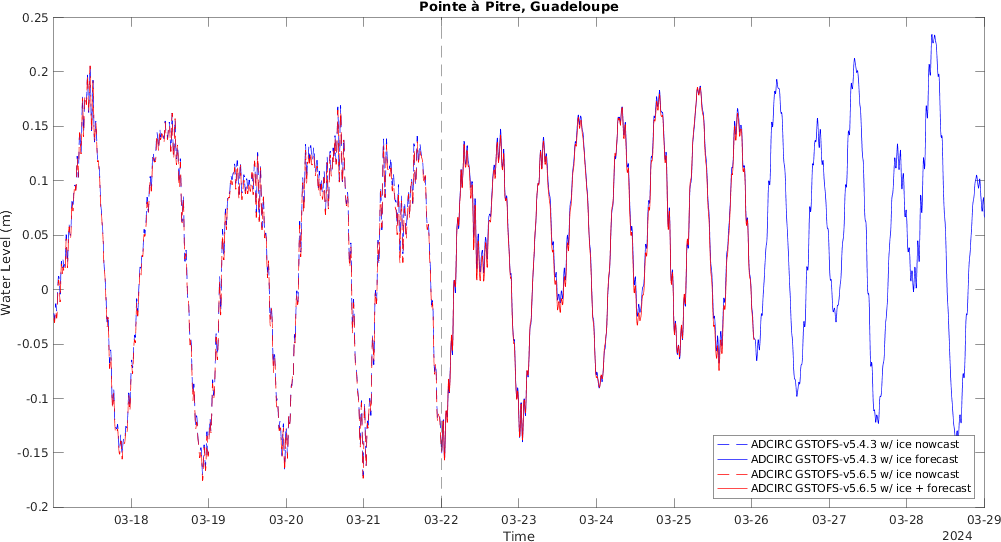 Pointe à Pitre, Guadeloupe
0.25
0.2
0.15
0.1
0.05
0
-0.05
-0.1
-0.15
-0.2
Water Level (m)
ADCIRC GSTOFS-v5.4.3 w/ ice nowcast
ADCIRC GSTOFS-v5.4.3 w/ ice forecast
ADCIRC GSTOFS-v5.6.5 w/ ice nowcast
ADCIRC GSTOFS-v5.6.5 w/ ice + forecast
03-18 03-19 03-20 03-21 03-22 03-23 03-24 03-25 03-26 03-27 03-28 03-29
Time
2024